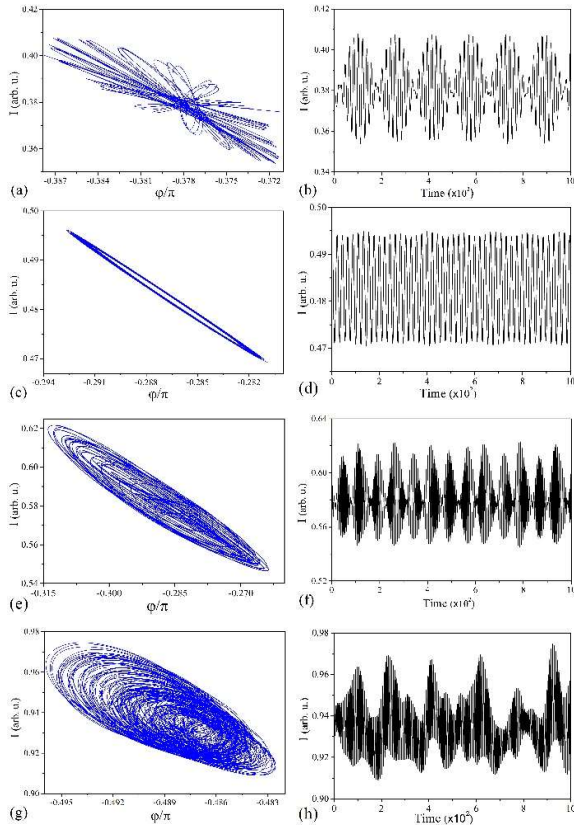 0.42
0.40
0.38
0.36
I (arb. u.)
-0.387 -0.384 -0.381 -0.378 -0.375 -0.372
(a) φ/π
0.42
0.40
0.38
0.36
0.34
I (arb. u.)
0 2 4 6 8 10
(b) Time (x10²)
0.50
0.49
0.48
0.47
I (arb. u.)
-0.294 -0.291 -0.288 -0.285 -0.282
(c) φ/π
0.50
0.49
0.48
0.47
I (arb. u.)
0 2 4 6 8 10
(d) Time (x10²)
0.62
0.60
0.58
0.56
0.54
I (arb. u.)
-0.315 -0.300 -0.285 -0.270
(e) φ/π
0.64
0.60
0.56
0.52
I (arb. u.)
0 2 4 6 8 10
(f) Time (×10²)
0.98
0.96
0.94
0.92
0.90
I (arb. u.)
-0.495 -0.492 -0.489 -0.486 -0.483
(g) φ/π
0.98
0.96
0.94
0.92
0.90
I (arb. u.)
0 2 4 6 8 10
(h) Time (×10²)